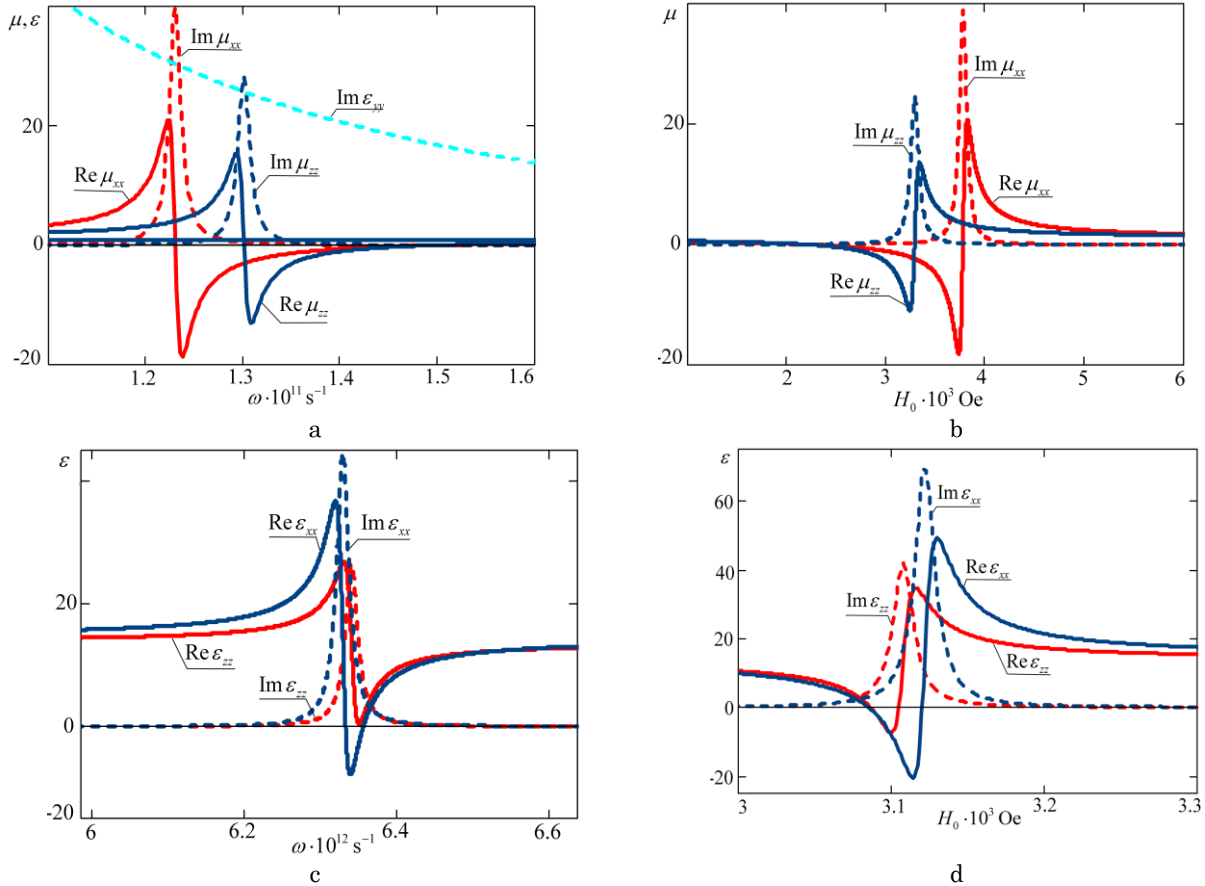 μ, ε
20
0
-20
Im μxx
Im εyy
Re μxx
Im μzz
Re μzz
1.2
1.3
1.4
1.5
1.6
ω·10¹¹ s⁻¹
a
μ
20
0
-20
Im μxx
Im μzz
Re μxx
Re μzz
2
3
4
5
6
H₀·10³ Oe
b
ε
20
0
-20
Re εxx
Im εxx
Re εzz
Im εzz
6
6.2
6.4
6.6
ω·10¹² s⁻¹
c
ε
60
40
20
0
-20
Im εxx
Re εxx
Im εzz
Re εzz
3
3.1
3.2
3.3
H₀·10³ Oe
d